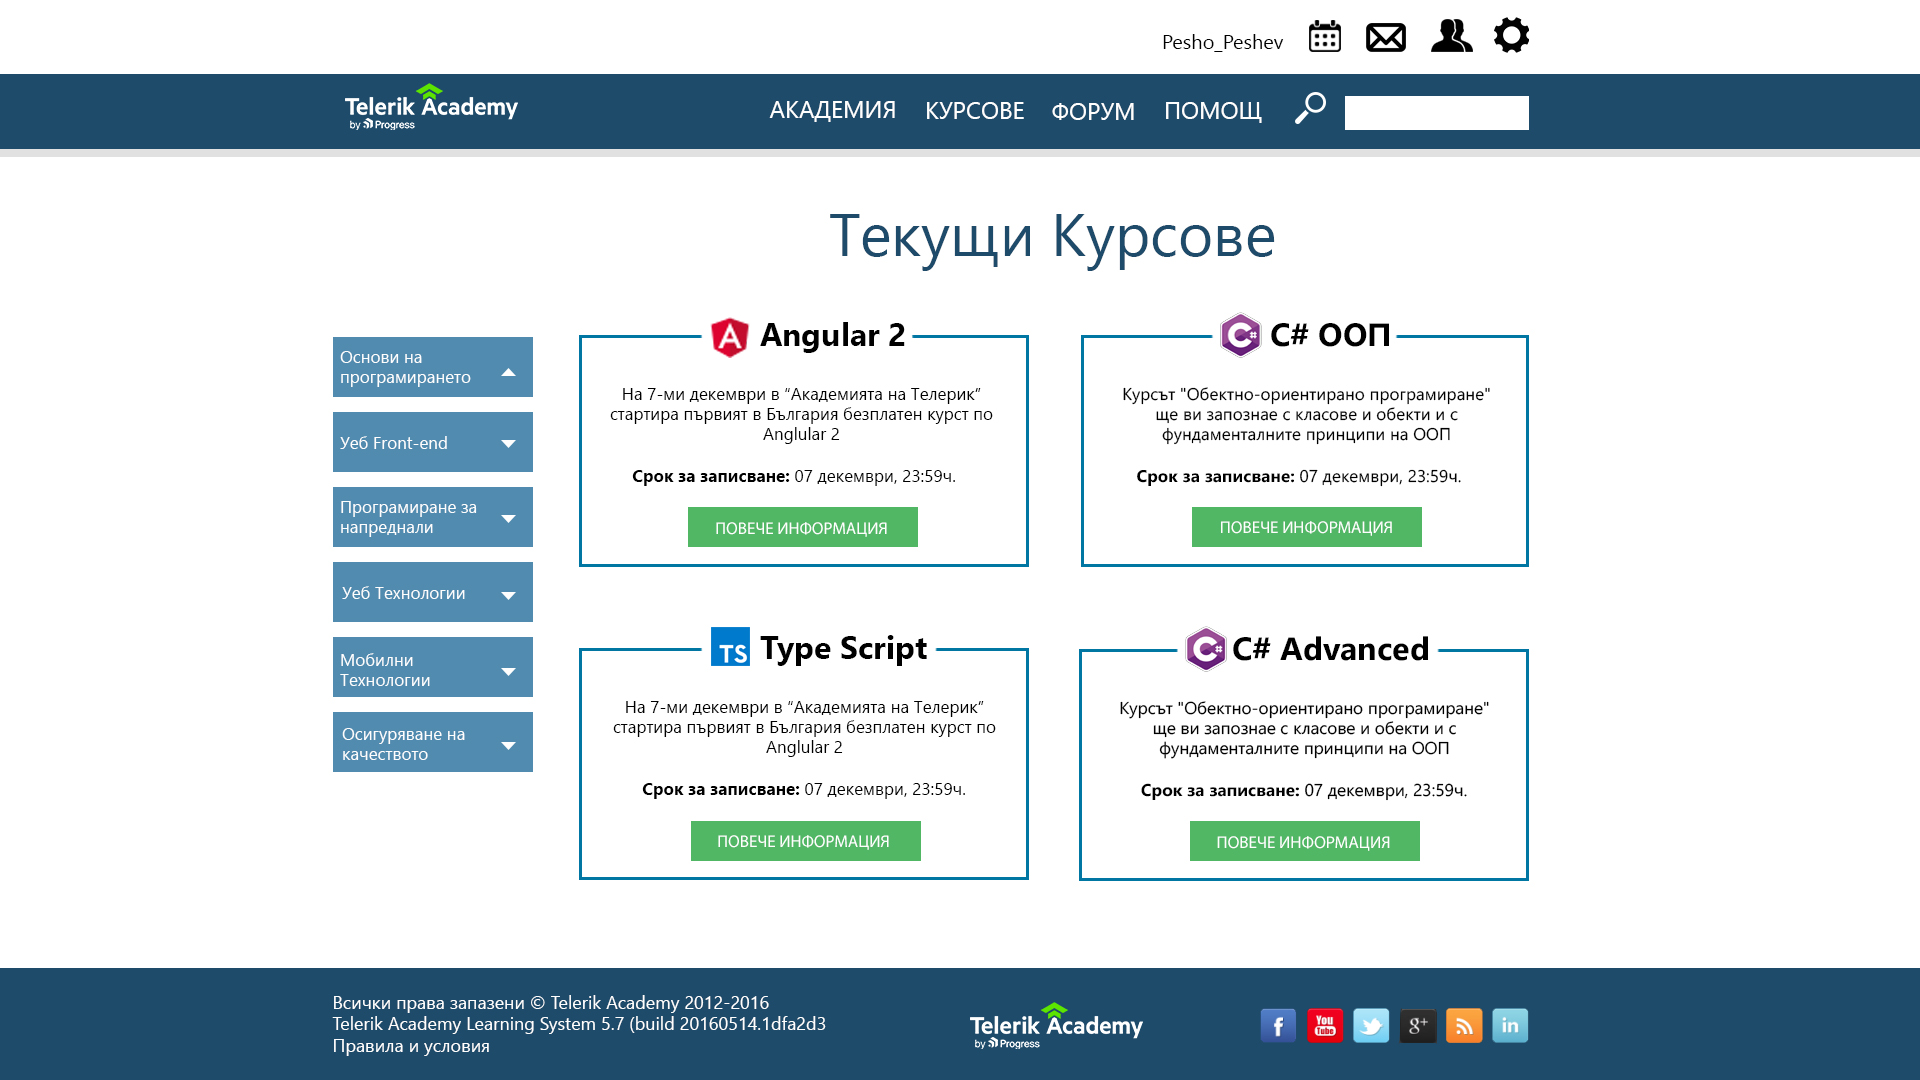 Pesho_Peshev
Telerik Academy
by Progress
АКАДЕМИЯ КУРСОВЕ ФОРУМ ПОМОЩ
Текущи Курсове
Основи на
програмирането
Уеб Front-end
Програмиране за
напреднали
Уеб Технологии
Мобилни
Технологии
Осигуряване на
качеството
Angular 2
На 7-ми декември в “Академията на Телерик”
стартира първият в България безплатен курст по
Anglular 2
Срок за записване: 07 декември, 23:59ч.
ПОВЕЧЕ ИНФОРМАЦИЯ
C# ООП
Курсът "Обектно-ориентирано програмиране"
ще ви запознае с класове и обекти и с
фундаменталните принципи на ООП
Срок за записване: 07 декември, 23:59ч.
ПОВЕЧЕ ИНФОРМАЦИЯ
TS Type Script
На 7-ми декември в “Академията на Телерик”
стартира първият в България безплатен курст по
Anglular 2
Срок за записване: 07 декември, 23:59ч.
ПОВЕЧЕ ИНФОРМАЦИЯ
C# Advanced
Курсът "Обектно-ориентирано програмиране"
ще ви запознае с класове и обекти и с
фундаменталните принципи на ООП
Срок за записване: 07 декември, 23:59ч.
ПОВЕЧЕ ИНФОРМАЦИЯ
Всички права запазени © Telerik Academy 2012-2016
Telerik Academy Learning System 5.7 (build 20160514.1dfa2d3
Правила и условия
Telerik Academy
by Progress
f You Tube g+ in